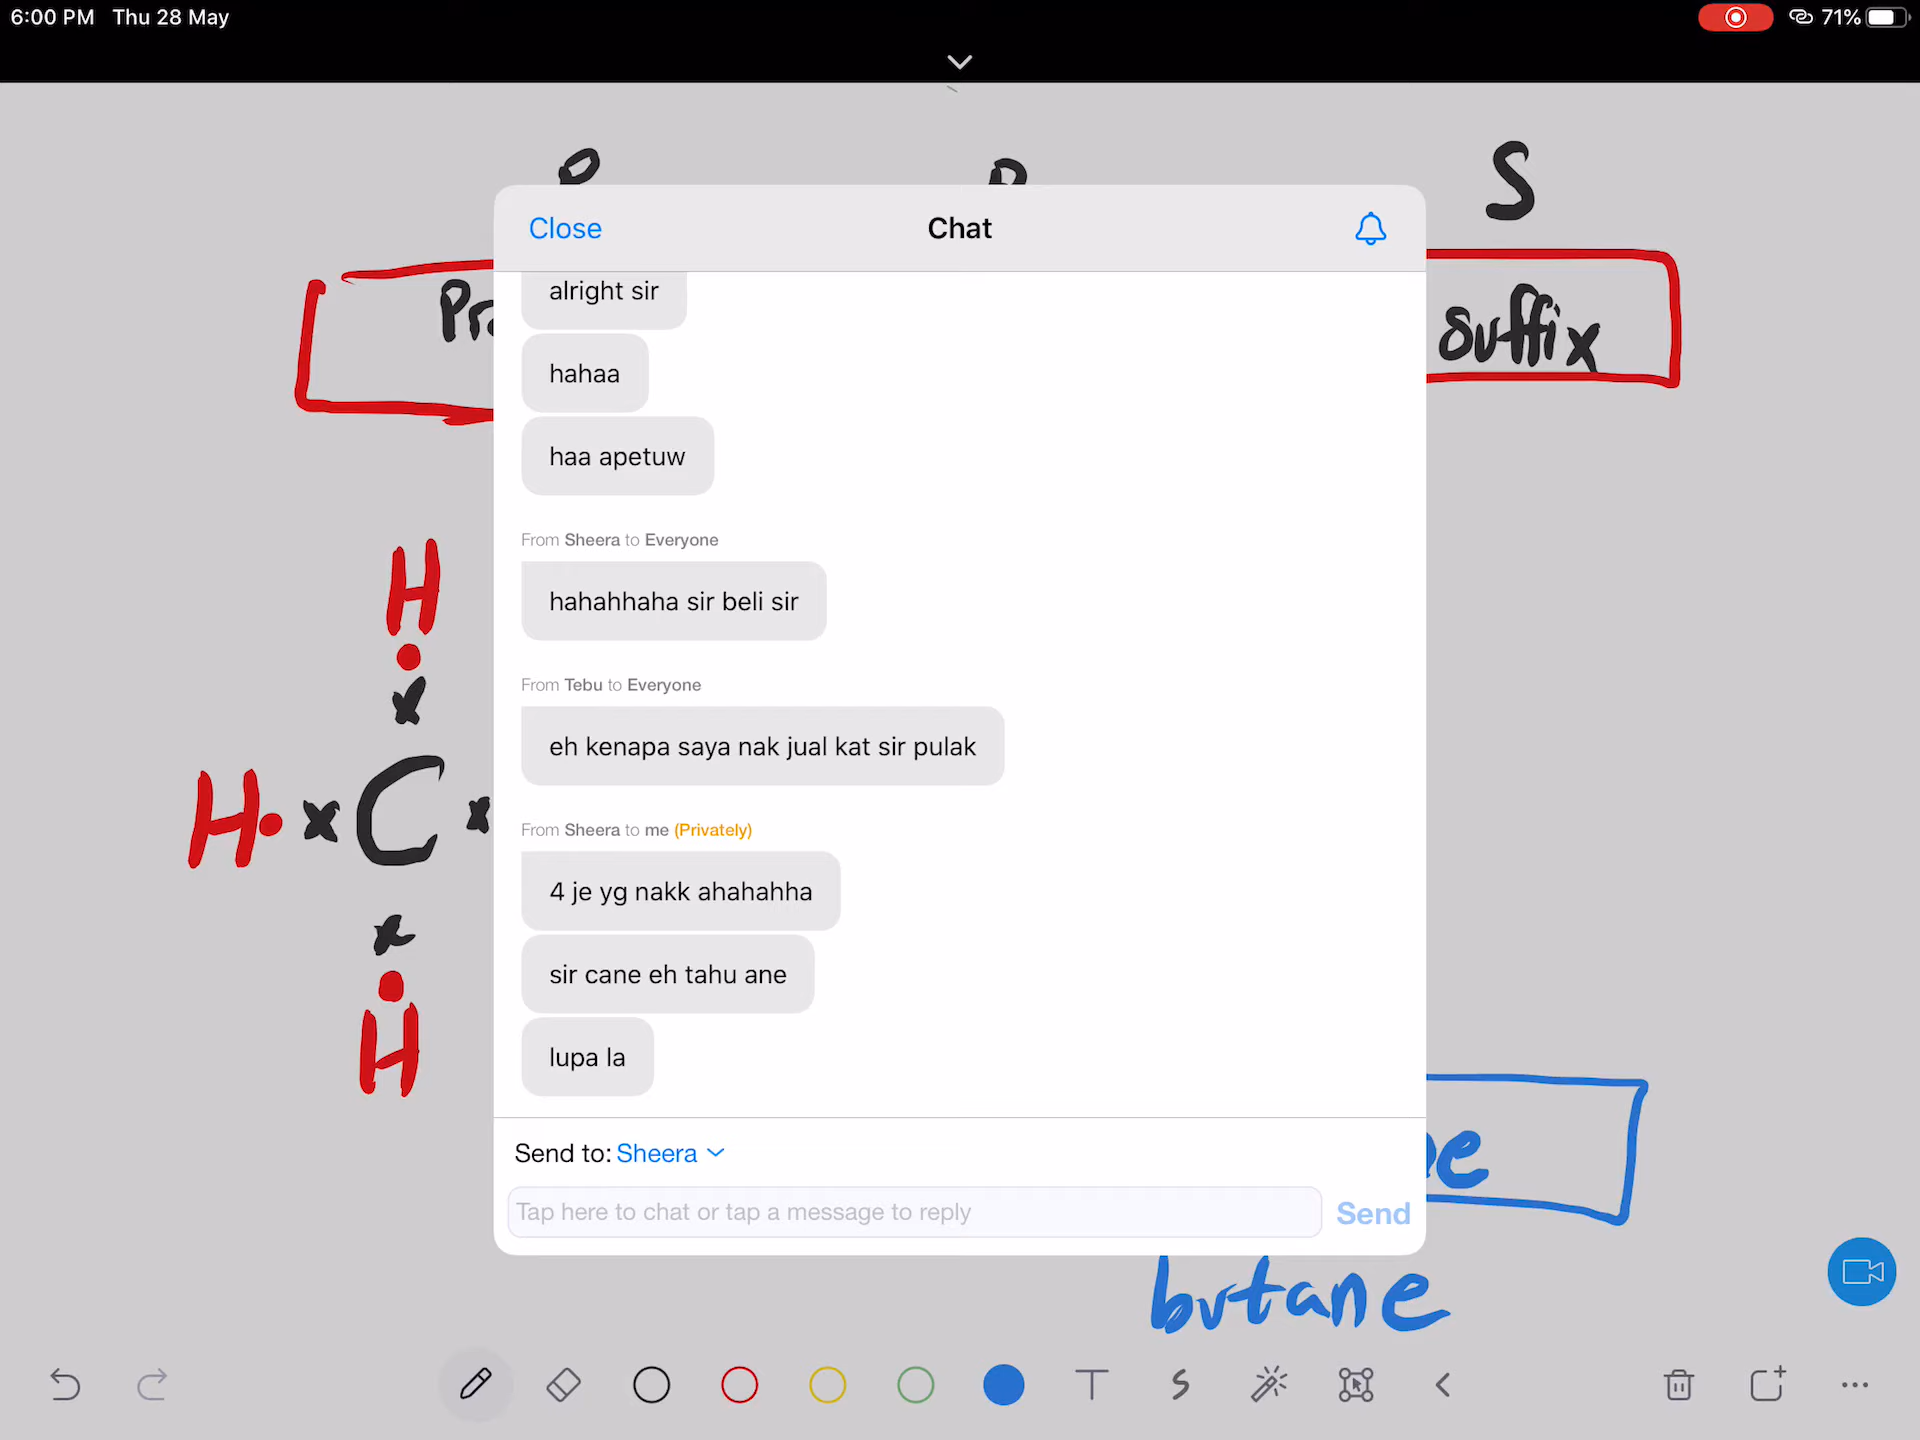 6:00 PM Thu 28 May
71%
S
Close
Chat
alright sir
suffix
hahaa
haa apetuw
From Sheera to Everyone
H
hahahhaha sir beli sir
From Tebu to Everyone
eh kenapa saya nak jual kat sir pulak
From Sheera to me (Privately)
H C
4 je yg nakk ahahahha
sir cane eh tahu ane
H
lupa la
Send to: Sheera
Tap here to chat or tap a message to reply
Send
butane